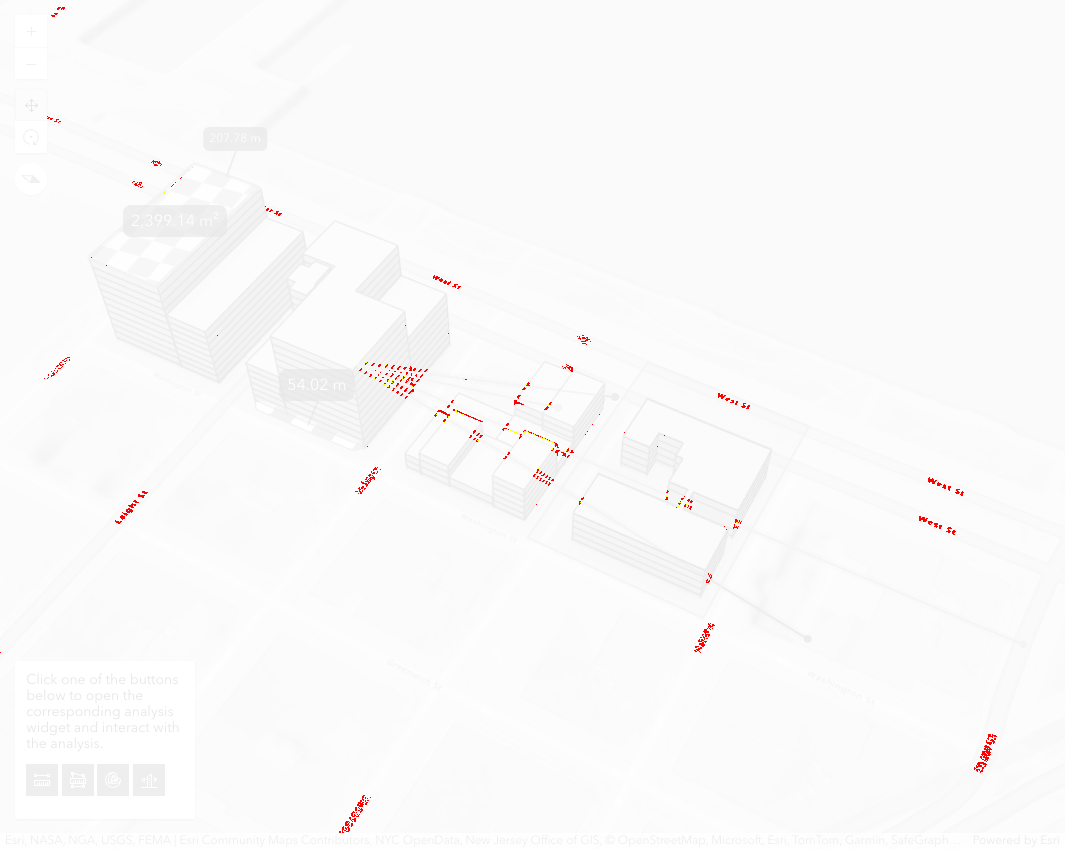 207.78 m
2,399.14 m²
West St
54.02 m
West St
West St
West St
Laight St
Click one of the buttons
below to open the
corresponding analysis
widget and interact with
the analysis.
Esri, NASA, NGA, USGS, FEMA | Esri Community Maps Contributors, NYC OpenData, New Jersey Office of GIS, © OpenStreetMap, Microsoft, Esri, TomTom, Garmin, SafeGraph
Powered by Esri